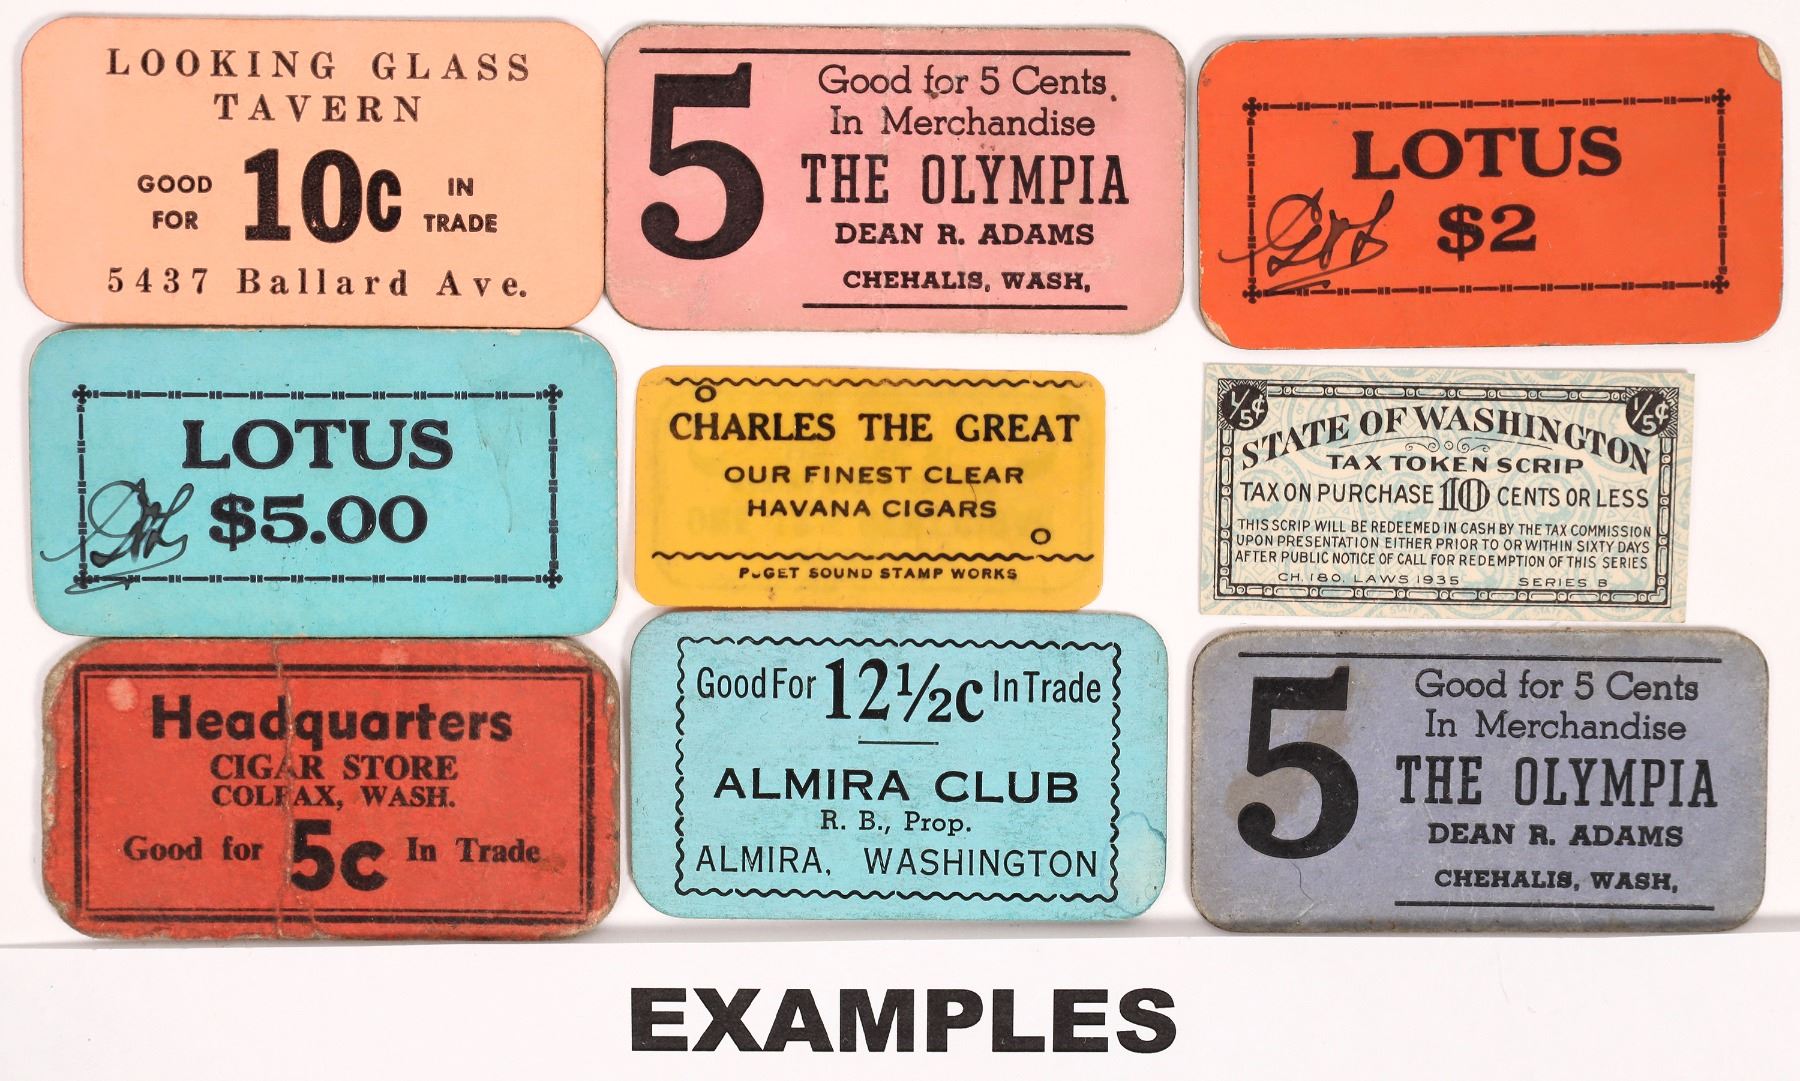 LOOKING GLASS
TAVERN
GOOD FOR 10c IN TRADE
5437 Ballard Ave.
5
Good for 5 Cents
In Merchandise
THE OLYMPIA
DEAN R. ADAMS
CHEHALIS, WASH,
LOTUS
$2
LOTUS
$5.00
CHARLES THE GREAT
OUR FINEST CLEAR
HAVANA CIGARS
PUGET SOUND STAMP WORKS
1/5¢ 1/5¢
STATE OF WASHINGTON
TAX TOKEN SCRIP
TAX ON PURCHASE 10 CENTS OR LESS
THIS SCRIP WILL BE REDEEMED IN CASH BY THE TAX COMMISSION
UPON PRESENTATION EITHER PRIOR TO OR WITHIN SIXTY DAYS
AFTER PUBLIC NOTICE OF CALL FOR REDEMPTION OF THIS SERIES
CH. 180. LAWS 1935 SERIES B
Headquarters
CIGAR STORE
COLFAX, WASH.
Good for 5c In Trade
Good For 12½c In Trade
ALMIRA CLUB
R. B., Prop.
ALMIRA, WASHINGTON
5
Good for 5 Cents
In Merchandise
THE OLYMPIA
DEAN R. ADAMS
CHEHALIS, WASH,
EXAMPLES